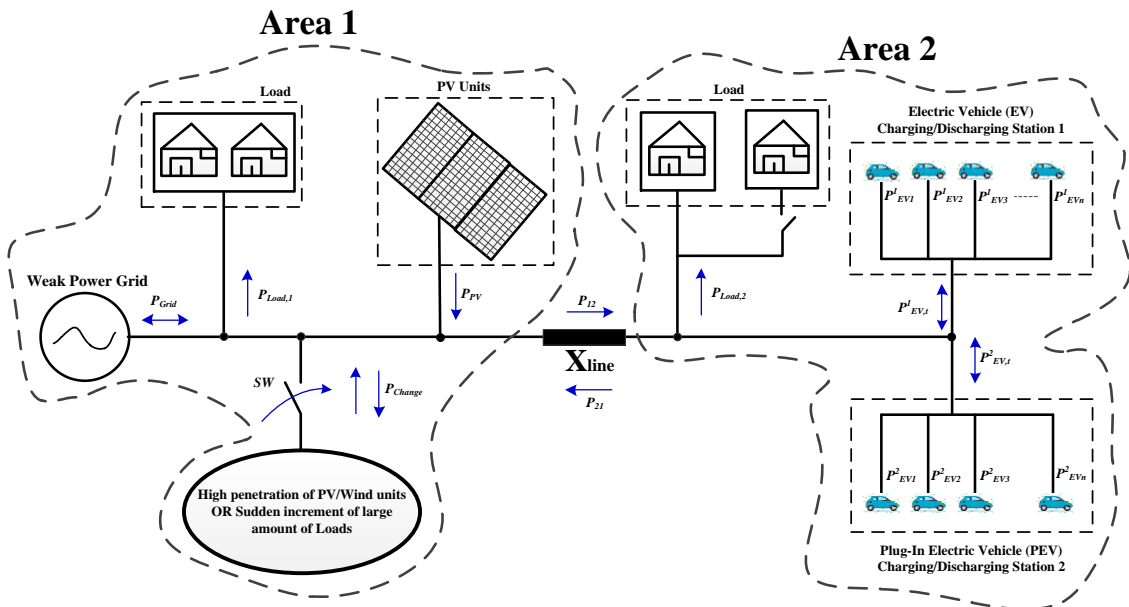 Area 1
Area 2
Load
PV Units
Load
Electric Vehicle (EV)
Charging/Discharging Station 1
P¹EV1
P¹EV2
P¹EV3
P¹EVn
Weak Power Grid
PGrid
PLoad,1
PPV
P12
PLoad,2
P¹EV,t
Xline
P²EV,t
SW
PChange
P21
High penetration of PV/Wind units
OR Sudden increment of large
amount of Loads
P²EV1
P²EV2
P²EV3
P²EVn
Plug-In Electric Vehicle (PEV)
Charging/Discharging Station 2